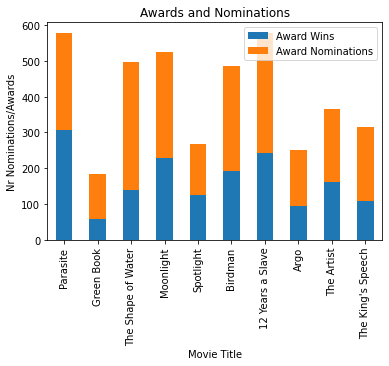 Awards and Nominations
Award Wins
Award Nominations
Nr Nominations/Awards
600
500
400
300
200
100
0
Parasite
Green Book
The Shape of Water
Moonlight
Spotlight
Birdman
12 Years a Slave
Argo
The Artist
The King's Speech
Movie Title